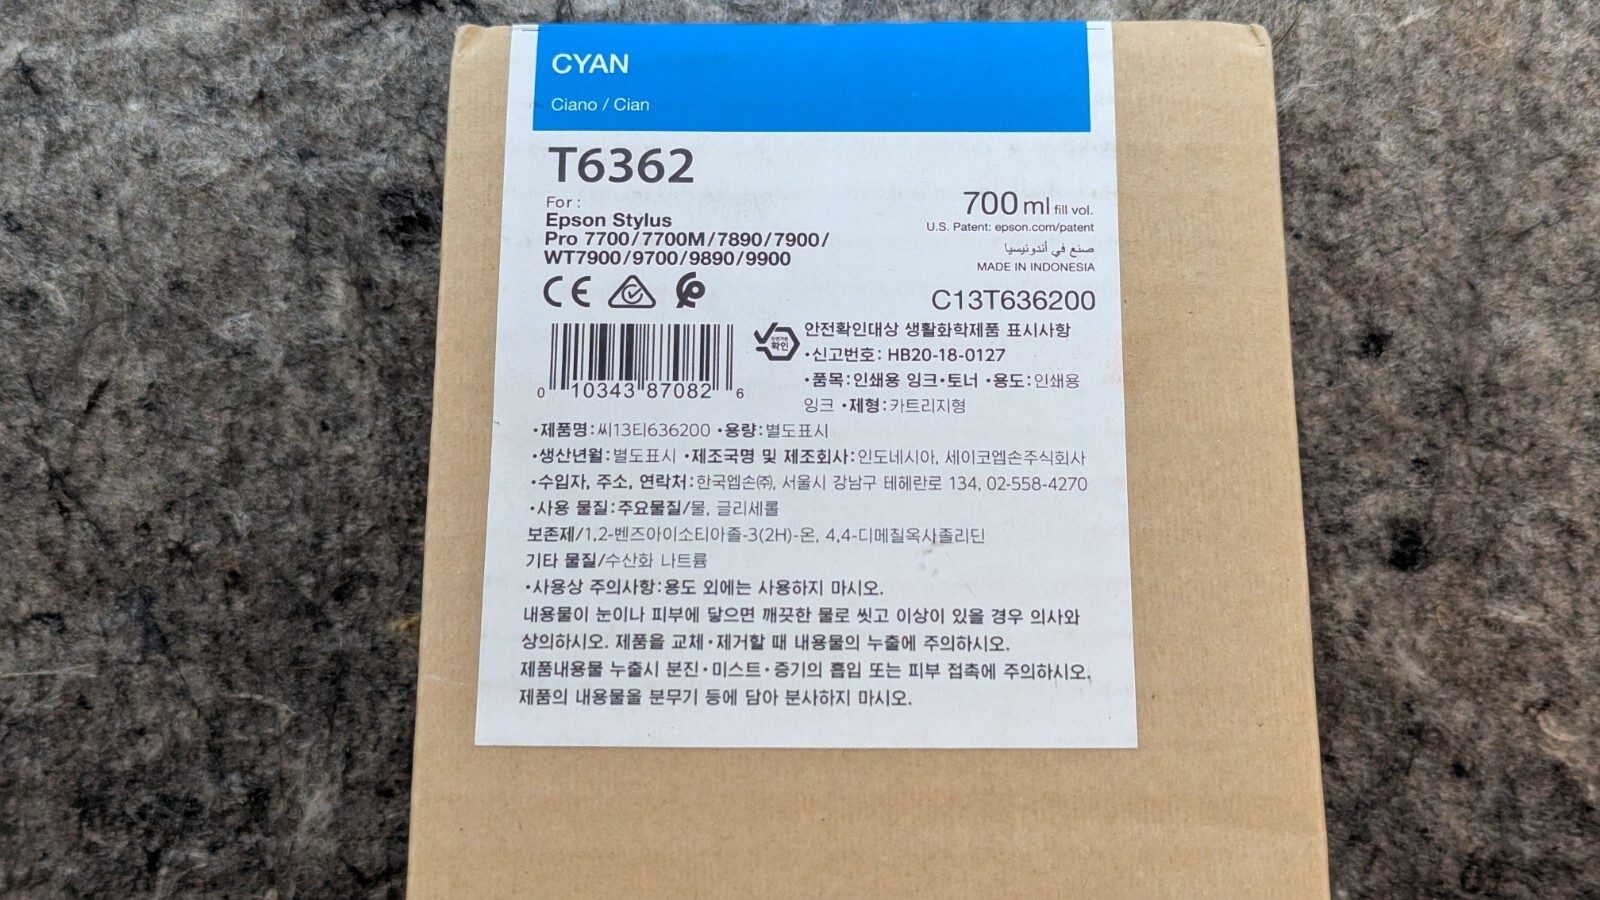 CYAN
Ciano / Cian
T6362
For :
Epson Stylus
Pro 7700/7700M/7890/7900/
WT7900/9700/9890/9900
700 ml fill vol.
U.S. Patent: epson.com/patent
صنع في أندونيسيا
MADE IN INDONESIA
C13T636200
CE
0 10343 87082 6
확인
안전확인대상 생활화학제품 표시사항
•신고번호: HB20-18-0127
•품목:인쇄용 잉크•토너 •용도:인쇄용
잉크 •제형:카트리지형
•제품명:씨13티636200 •용량:별도표시
•생산년월:별도표시 •제조국명 및 제조회사:인도네시아, 세이코엡손주식회사
•수입자, 주소, 연락처:한국엡손㈜, 서울시 강남구 테헤란로 134, 02-558-4270
•사용 물질:주요물질/물, 글리세롤
보존제/1,2-벤즈아이소티아졸-3(2H)-온, 4,4-디메칠옥사졸리딘
기타 물질/수산화 나트륨
•사용상 주의사항:용도 외에는 사용하지 마시오.
내용물이 눈이나 피부에 닿으면 깨끗한 물로 씻고 이상이 있을 경우 의사와
상의하시오. 제품을 교체•제거할 때 내용물의 누출에 주의하시오.
제품내용물 누출시 분진•미스트•증기의 흡입 또는 피부 접촉에 주의하시오.
제품의 내용물을 분무기 등에 담아 분사하지 마시오.